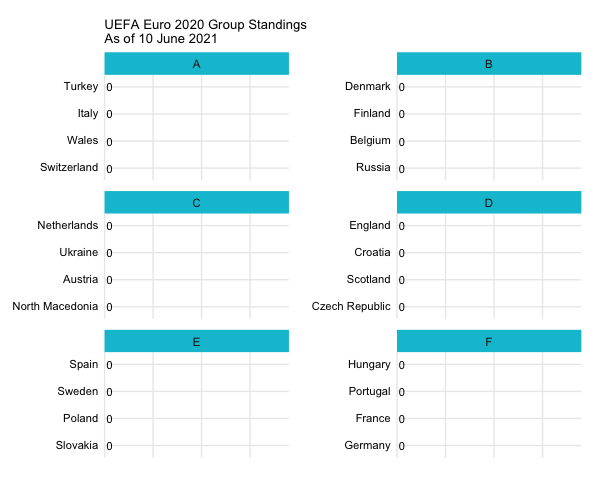 UEFA Euro 2020 Group Standings
As of 10 June 2021
A
Turkey 0
Italy 0
Wales 0
Switzerland 0
B
Denmark 0
Finland 0
Belgium 0
Russia 0
C
Netherlands 0
Ukraine 0
Austria 0
North Macedonia 0
D
England 0
Croatia 0
Scotland 0
Czech Republic 0
E
Spain 0
Sweden 0
Poland 0
Slovakia 0
F
Hungary 0
Portugal 0
France 0
Germany 0